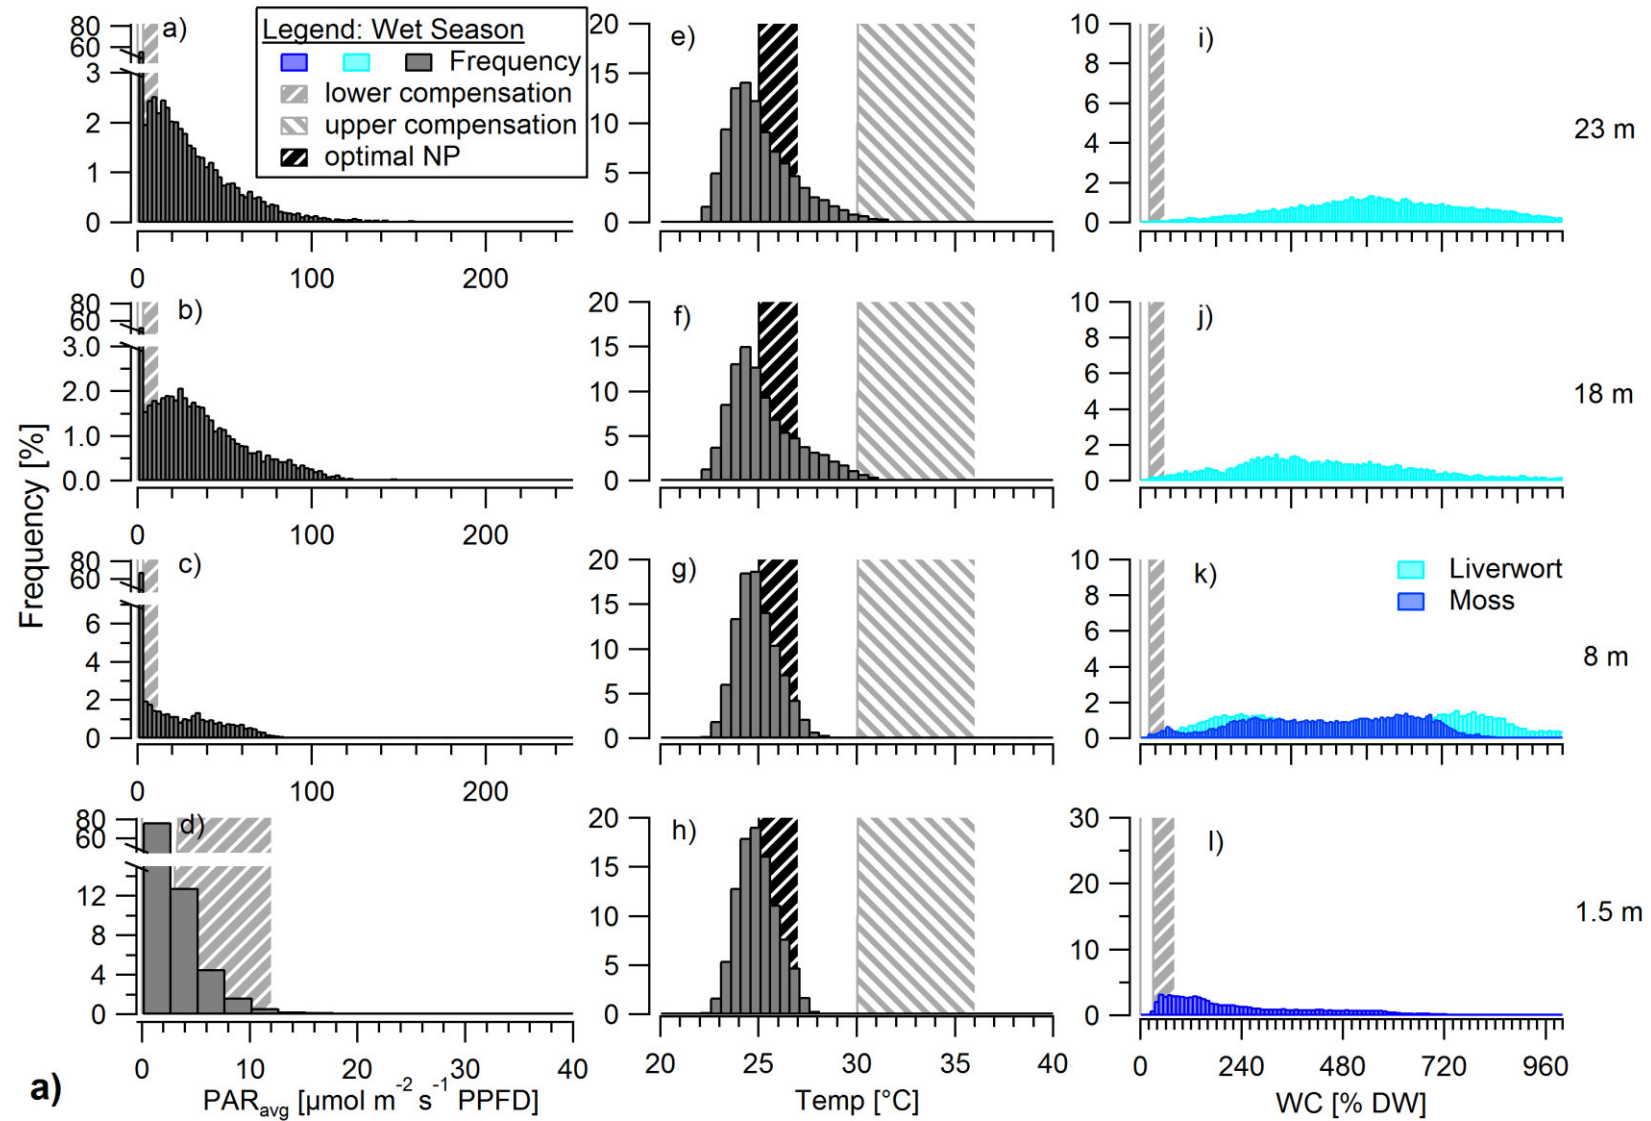 a)
Legend: Wet Season
Frequency
lower compensation
upper compensation
optimal NP
80
60
3
2
1
0
0 100 200
e)
20
15
10
5
0
i)
10
8
6
4
2
0
23 m
b)
80
60
3.0
2.0
1.0
0.0
0 100 200
f)
20
15
10
5
0
j)
10
8
6
4
2
0
18 m
Frequency [%]
c)
80
60
6
4
2
0
0 100 200
g)
20
15
10
5
0
k)
Liverwort
Moss
10
8
6
4
2
0
8 m
d)
80
60
12
8
4
0
0 10 20 30 40
PARavg [µmol m⁻² s⁻¹ PPFD]
h)
20
15
10
5
0
20 25 30 35 40
Temp [°C]
l)
30
20
10
0
0 240 480 720 960
WC [% DW]
1.5 m
a)